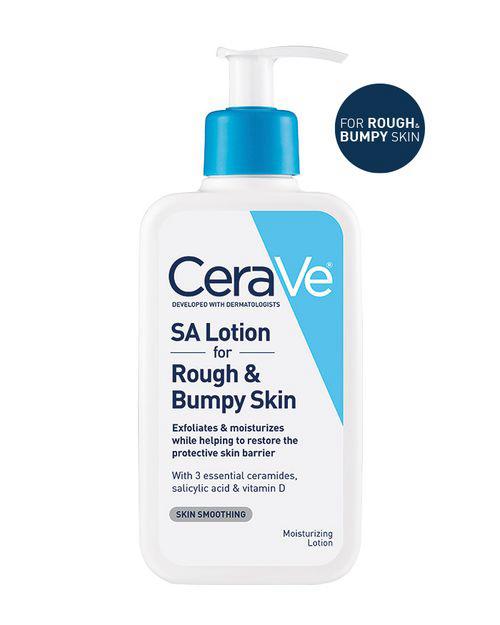 FOR ROUGH&
BUMPY SKIN
CeraVe®
DEVELOPED WITH DERMATOLOGISTS
SA Lotion
for
Rough &
Bumpy Skin
Exfoliates & moisturizes
while helping to restore the
protective skin barrier
With 3 essential ceramides,
salicylic acid & vitamin D
SKIN SMOOTHING
Moisturizing
Lotion